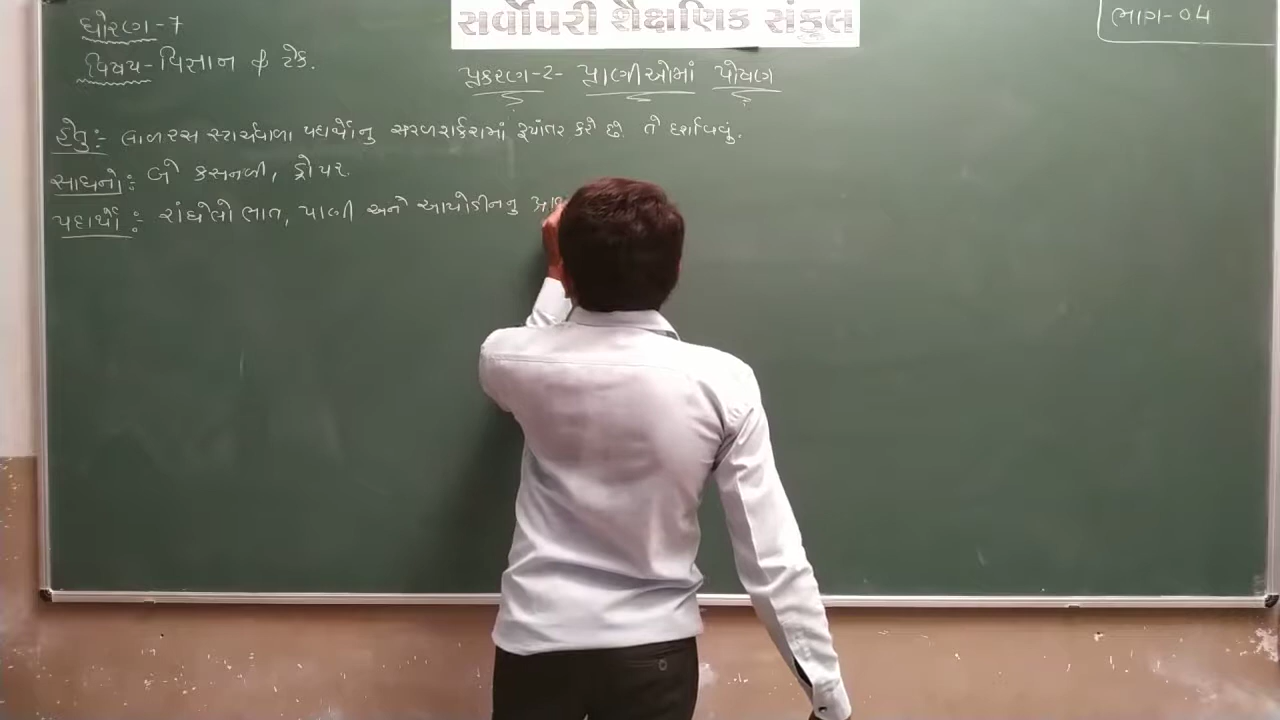 સર્વોપરી શૈક્ષણિક સંકુલ
ધોરણ-7
ભાગ-04
વિષય-વિજ્ઞાન & ટેક.
પ્રકરણ-2- પ્રાણીઓમાં પોષણ
હેતુ:- લાળરસ સ્ટાર્ચવાળા પદાર્થોનુ સરળશર્કરામાં રૂપાંતર કરે છે. તે દર્શાવવું.
સાધનો:- બે કસનળી, ડ્રોપર.
પદાર્થો:- રાંધેલો ભાત, પાણી અને આયોડીનનુ